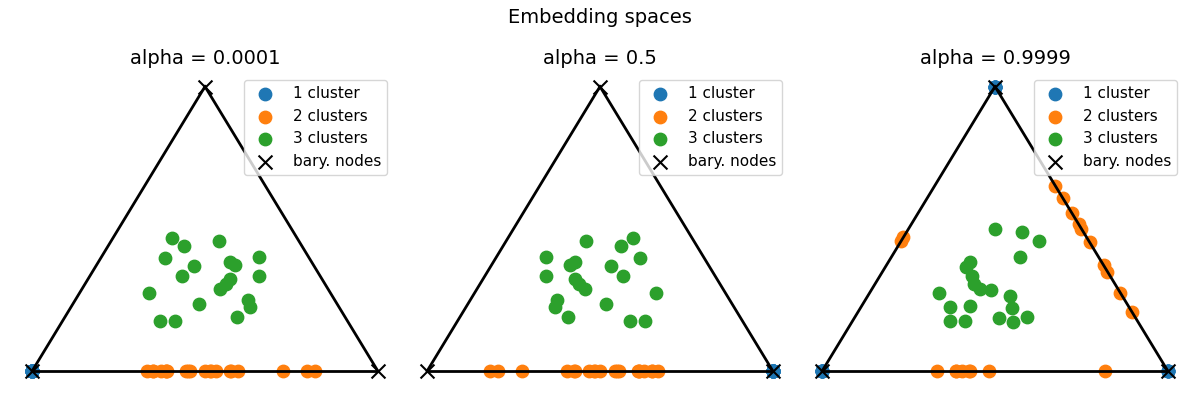 Embedding spaces
alpha = 0.0001
1 cluster
2 clusters
3 clusters
bary. nodes
alpha = 0.5
1 cluster
2 clusters
3 clusters
bary. nodes
alpha = 0.9999
1 cluster
2 clusters
3 clusters
bary. nodes